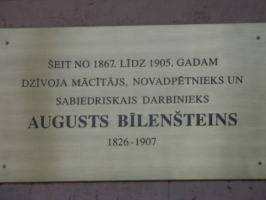 ŠEIT NO 1867. LĪDZ 1905. GADAM
DZĪVOJA MĀCĪTĀJS, NOVADPĒTNIEKS UN
SABIEDRISKAIS DARBINIEKS
AUGUSTS BĪLENŠTEINS
1826-1907